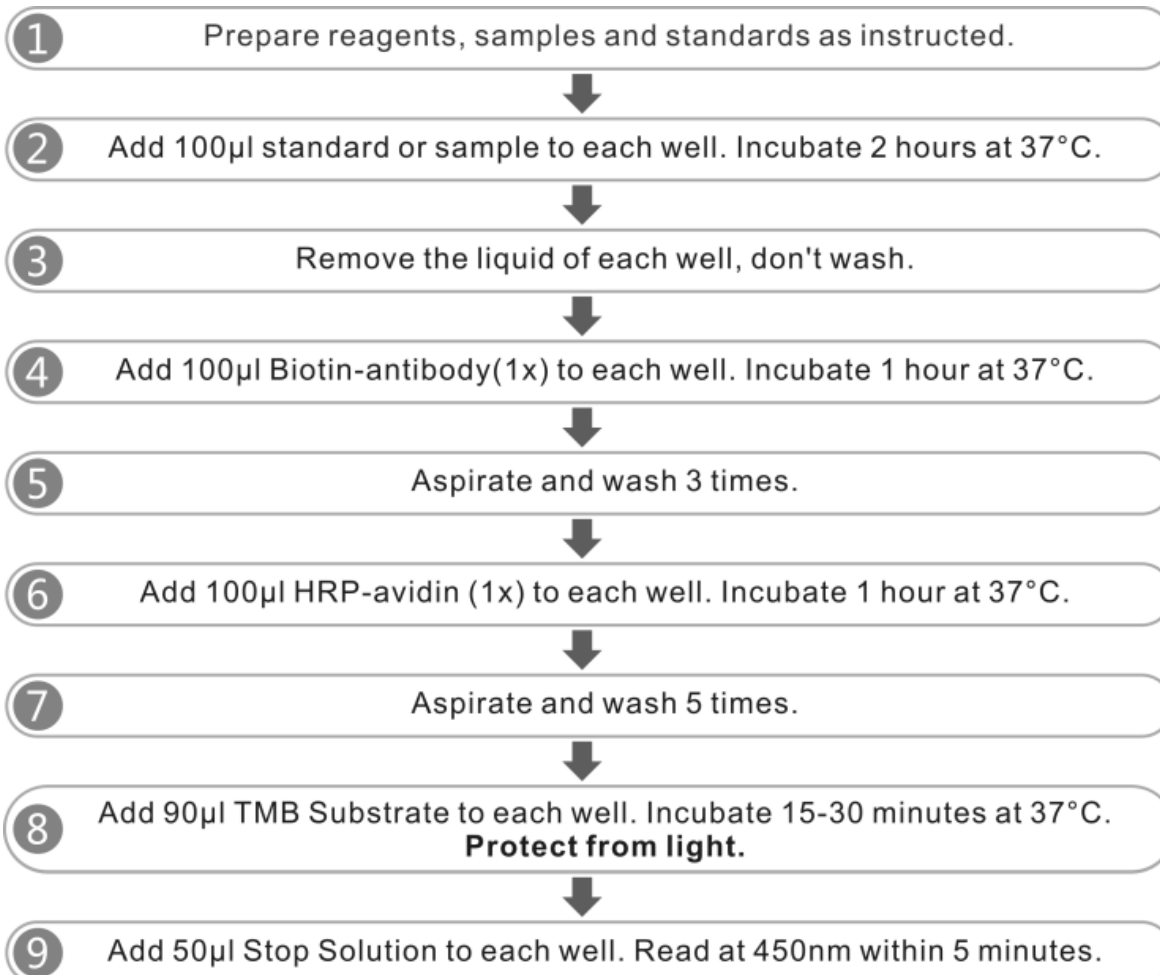 1 Prepare reagents, samples and standards as instructed.
2 Add 100µl standard or sample to each well. Incubate 2 hours at 37°C.
3 Remove the liquid of each well, don't wash.
4 Add 100µl Biotin-antibody(1x) to each well. Incubate 1 hour at 37°C.
5 Aspirate and wash 3 times.
6 Add 100µl HRP-avidin (1x) to each well. Incubate 1 hour at 37°C.
7 Aspirate and wash 5 times.
8 Add 90µl TMB Substrate to each well. Incubate 15-30 minutes at 37°C.
Protect from light.
9 Add 50µl Stop Solution to each well. Read at 450nm within 5 minutes.